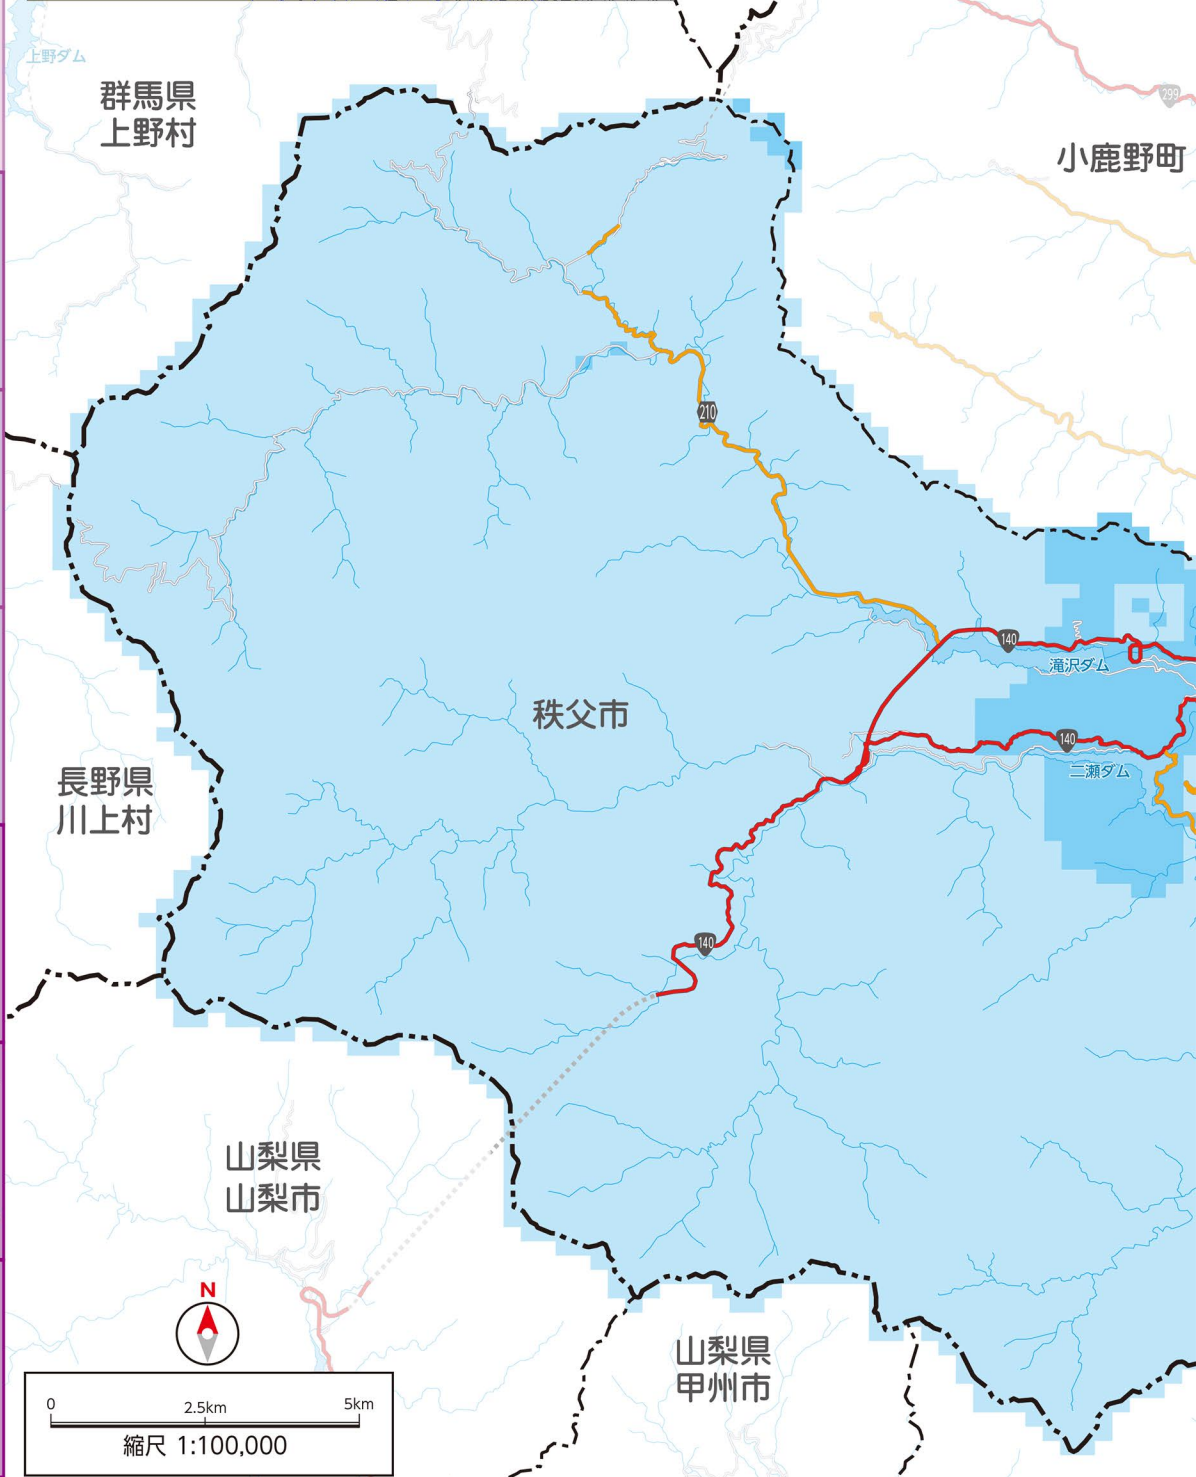 上野ダム
群馬県
上野村
299
小鹿野町
210
140
滝沢ダム
秩父市
140
二瀬ダム
長野県
川上村
140
山梨県
山梨市
N
山梨県
甲州市
0 2.5km 5km
縮尺 1:100,000